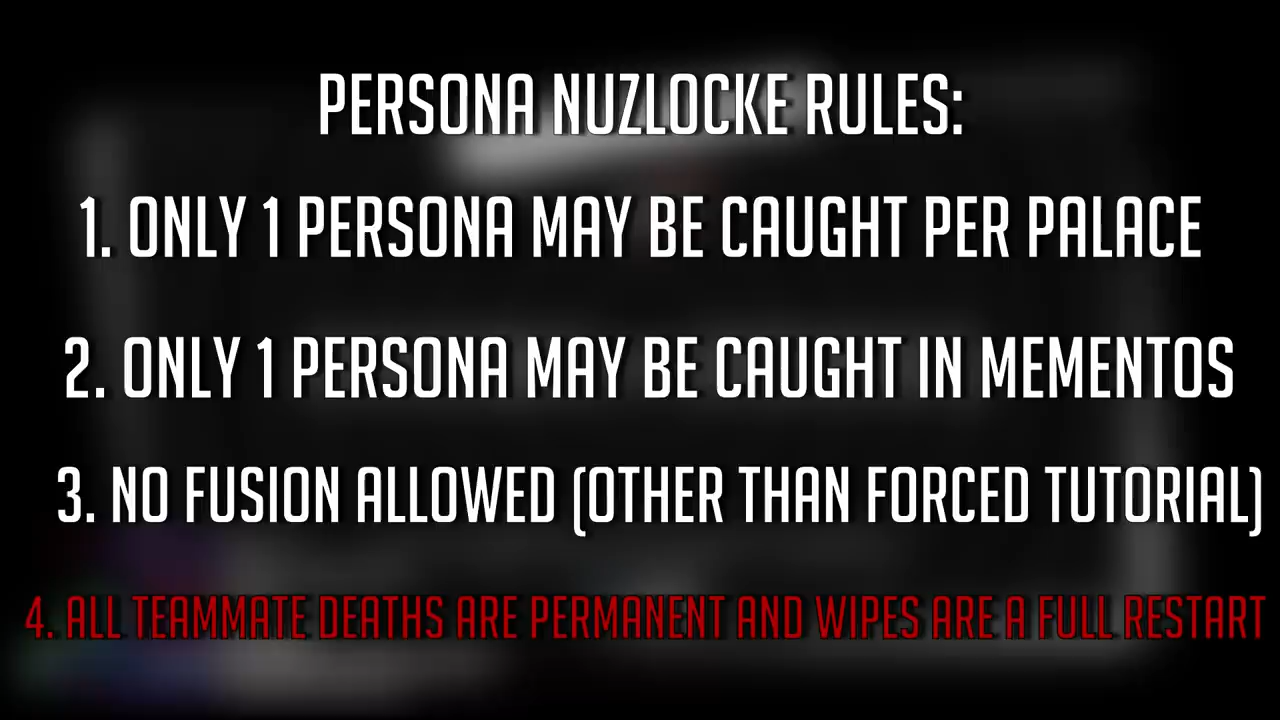 PERSONA NUZLOCKE RULES:
1. ONLY 1 PERSONA MAY BE CAUGHT PER PALACE
2. ONLY 1 PERSONA MAY BE CAUGHT IN MEMENTOS
3. NO FUSION ALLOWED (OTHER THAN FORCED TUTORIAL)
4. ALL TEAMMATE DEATHS ARE PERMANENT AND WIPES ARE A FULL RESTART